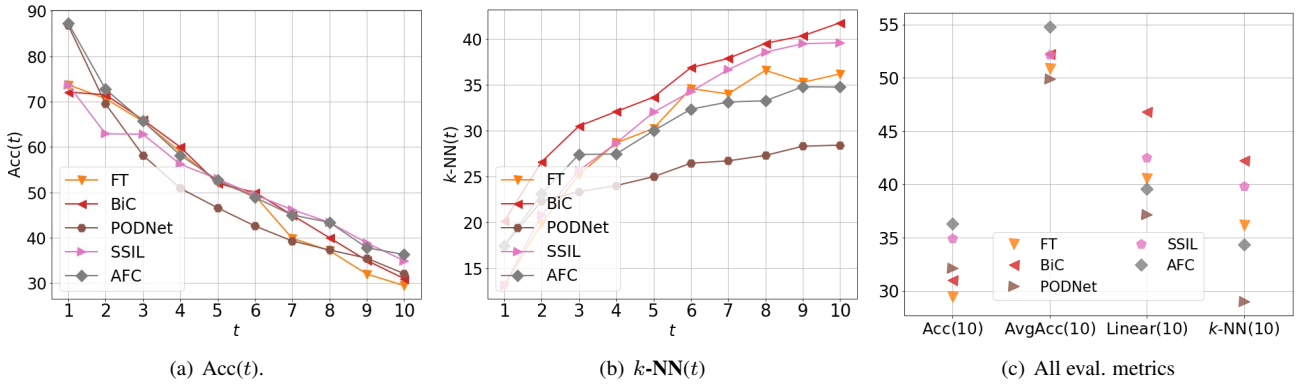 90
80
70
60
50
40
30
Acc(t)
FT
BiC
PODNet
SSIL
AFC
1 2 3 4 5 6 7 8 9 10
t
(a) Acc(t).
40
35
30
25
20
15
k-NN(t)
FT
BiC
PODNet
SSIL
AFC
1 2 3 4 5 6 7 8 9 10
t
(b) k-NN(t)
55
50
45
40
35
30
FT
BiC
PODNet
SSIL
AFC
Acc(10) AvgAcc(10) Linear(10) k-NN(10)
(c) All eval. metrics